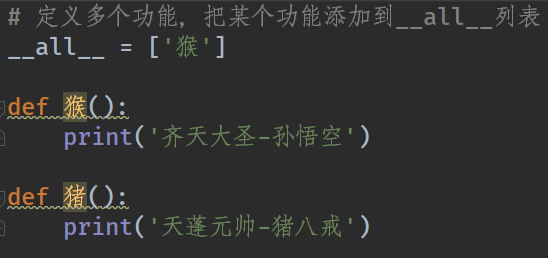 # 定义多个功能，把某个功能添加到__all__列表
__all__ = ['猴']
def 猴():
    print('齐天大圣-孙悟空')
def 猪():
    print('天蓬元帅-猪八戒')